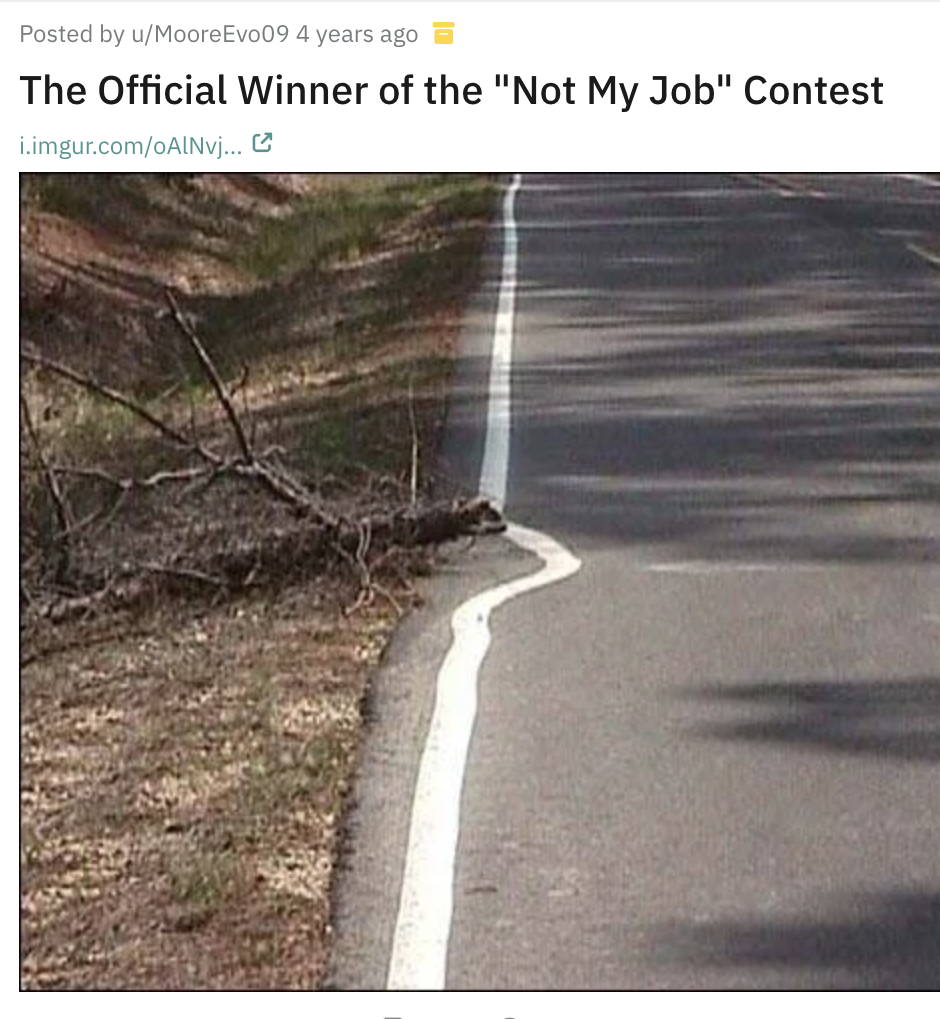 Posted by u/MooreEvo09 4 years ago
The Official Winner of the "Not My Job" Contest
i.imgur.com/oAlNvj...